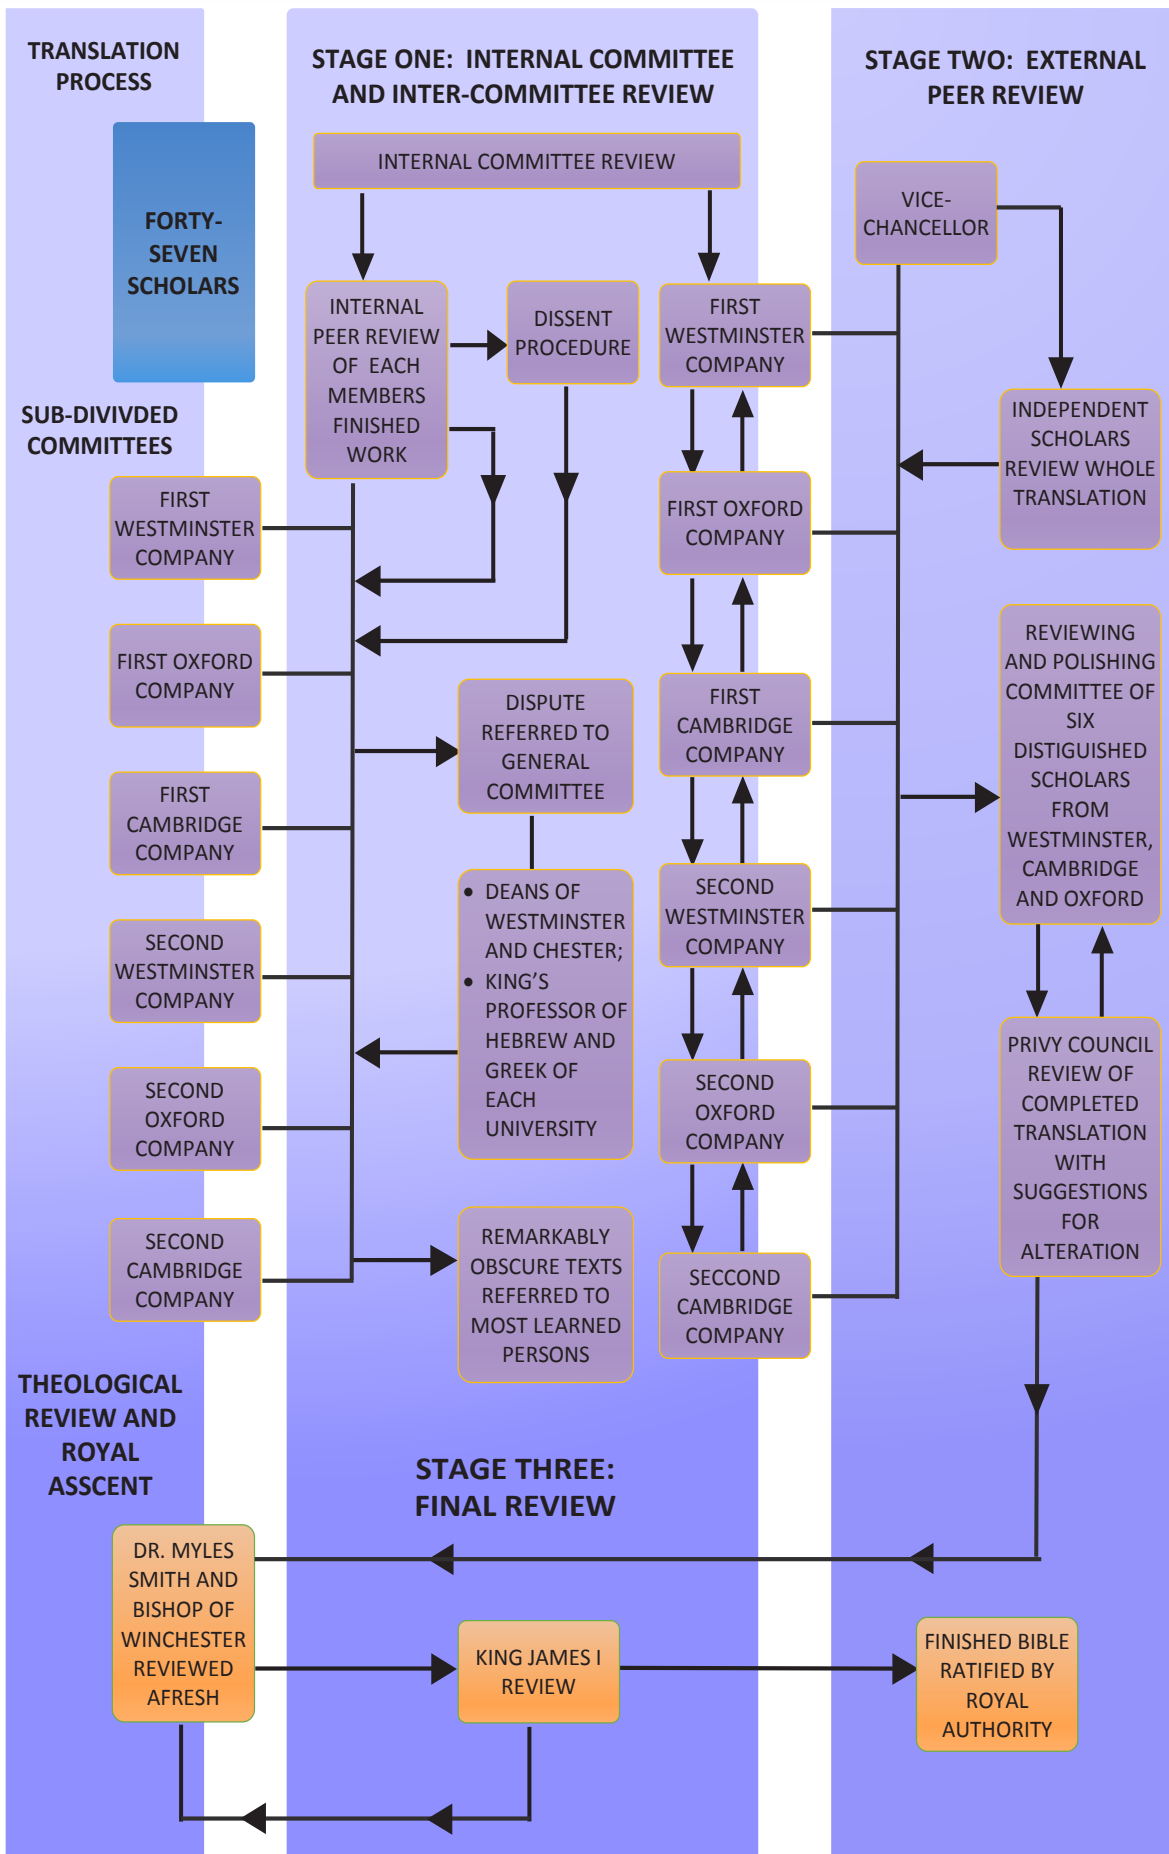 TRANSLATION
PROCESS
FORTY-
SEVEN
SCHOLARS
SUB-DIVIVDED
COMMITTEES
FIRST
WESTMINSTER
COMPANY
FIRST OXFORD
COMPANY
FIRST
CAMBRIDGE
COMPANY
SECOND
WESTMINSTER
COMPANY
SECOND
OXFORD
COMPANY
SECOND
CAMBRIDGE
COMPANY
STAGE ONE: INTERNAL COMMITTEE
AND INTER-COMMITTEE REVIEW
INTERNAL COMMITTEE REVIEW
INTERNAL
PEER REVIEW
OF EACH
MEMBERS
FINISHED
WORK
DISSENT
PROCEDURE
DISPUTE
REFERRED TO
GENERAL
COMMITTEE
• DEANS OF
WESTMINSTER
AND CHESTER;
• KING'S
PROFESSOR OF
HEBREW AND
GREEK OF
EACH
UNIVERSITY
REMARKABLY
OBSCURE TEXTS
REFERRED TO
MOST LEARNED
PERSONS
FIRST
WESTMINSTER
COMPANY
FIRST OXFORD
COMPANY
FIRST
CAMBRIDGE
COMPANY
SECOND
WESTMINSTER
COMPANY
SECOND
OXFORD
COMPANY
SECCOND
CAMBRIDGE
COMPANY
STAGE TWO: EXTERNAL
PEER REVIEW
VICE-
CHANCELLOR
INDEPENDENT
SCHOLARS
REVIEW WHOLE
TRANSLATION
REVIEWING
AND POLISHING
COMMITTEE OF
SIX
DISTIGUISHED
SCHOLARS
FROM
WESTMINSTER,
CAMBRIDGE
AND OXFORD
PRIVY COUNCIL
REVIEW OF
COMPLETED
TRANSLATION
WITH
SUGGESTIONS
FOR
ALTERATION
THEOLOGICAL
REVIEW AND
ROYAL
ASSCENT
STAGE THREE:
FINAL REVIEW
DR. MYLES
SMITH AND
BISHOP OF
WINCHESTER
REVIEWED
AFRESH
KING JAMES I
REVIEW
FINISHED BIBLE
RATIFIED BY
ROYAL
AUTHORITY